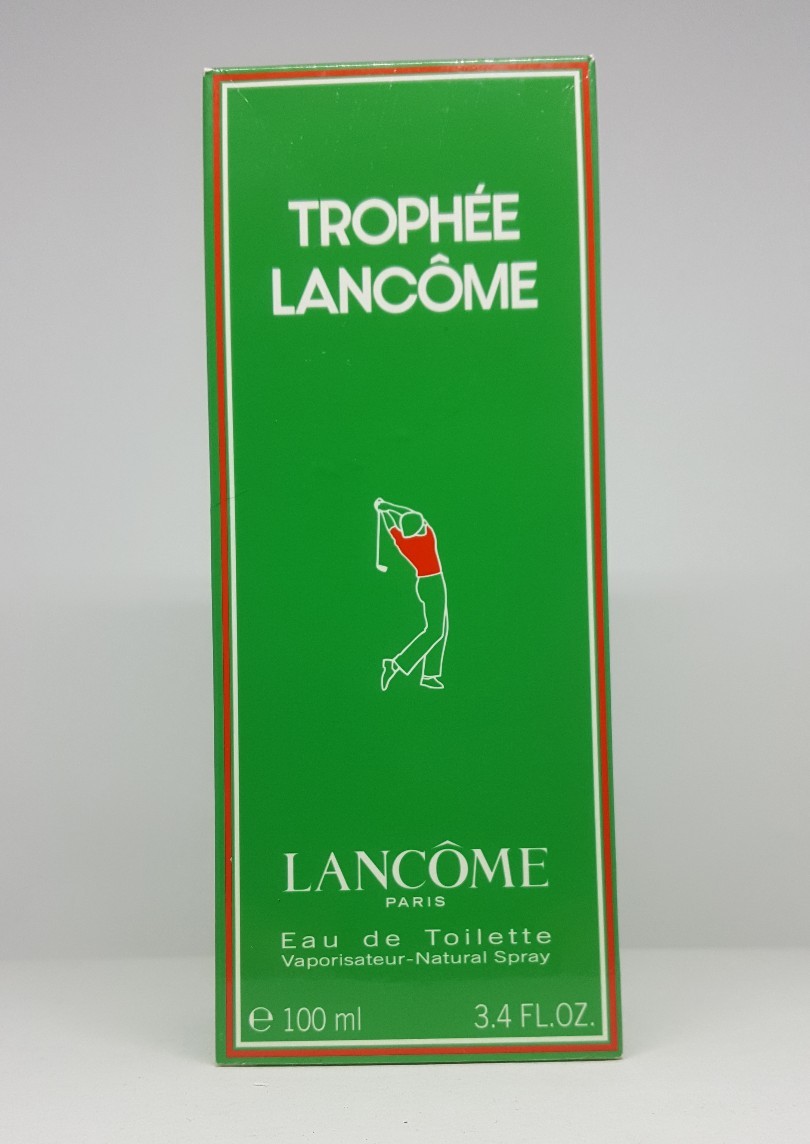 TROPHÉE
LANCÔME
LANCÔME
PARIS
Eau de Toilette
Vaporisateur-Natural Spray
℮ 100 ml 3.4 FL.OZ.